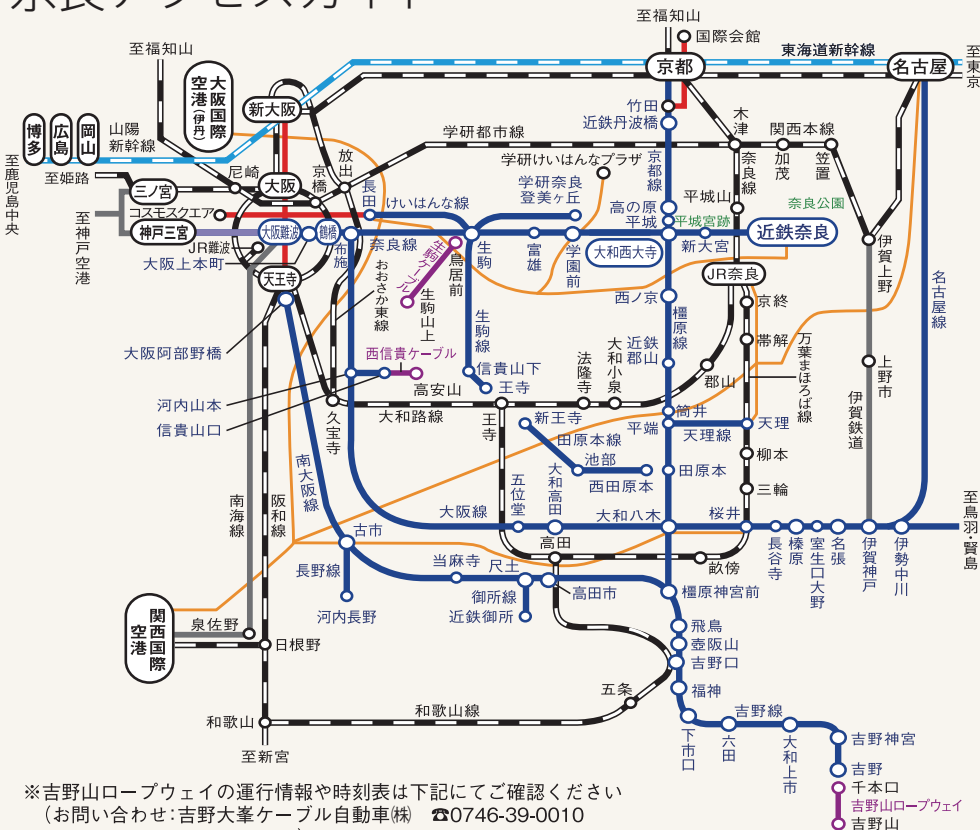 奈良アクセスガイド
至福知山
国際会館
至福知山
東海道新幹線
至東京
京都
名古屋
大阪国際空港(伊丹)
新大阪
竹田
近鉄丹波橋
木津
関西本線
加茂
笠置
博多
広島
岡山
山陽新幹線
学研都市線
京都線
奈良線
学研けいはんなプラザ
至鹿児島中央
至姫路
尼崎
大阪
京橋
放出
長田
けいはんな線
学研奈良登美ヶ丘
高の原
平城
平城山
平城宮跡
奈良公園
三ノ宮
コスモスクエア
神戸三宮
大阪難波
鶴橋
布施
奈良線
生駒
富雄
学園前
大和西大寺
新大宮
近鉄奈良
至神戸空港
JR難波
大阪上本町
天王寺
おおさか東線
生駒ケーブル
鳥居前
生駒山上
JR奈良
伊賀上野
名古屋線
西ノ京
京終
橿原線
生駒線
大阪阿部野橋
西信貴ケーブル
信貴山下
王寺
法隆寺
大和小泉
近鉄郡山
郡山
帯解
万葉まほろば線
上野市
伊賀鉄道
河内山本
高安山
信貴山口
久宝寺
大和路線
王寺
新王寺
田原本線
池部
西田原本
筒井
平端
天理線
天理
柳本
田原本
三輪
南海線
阪和線
南大阪線
大阪線
五位堂
大和高田
大和八木
桜井
長谷寺
榛原
室生口大野
名張
伊賀神戸
伊勢中川
至鳥羽・賢島
古市
高田
畝傍
長野線
当麻寺
尺土
河内長野
御所線
近鉄御所
高田市
橿原神宮前
関西国際空港
泉佐野
日根野
飛鳥
壺阪山
吉野口
福神
五条
和歌山
和歌山線
至新宮
下市口
六田
吉野線
大和上市
吉野神宮
吉野
千本口
吉野山ロープウェイ
吉野山
※吉野山ロープウェイの運行情報や時刻表は下記にてご確認ください
(お問い合わせ:吉野大峯ケーブル自動車㈱ ☎0746-39-0010